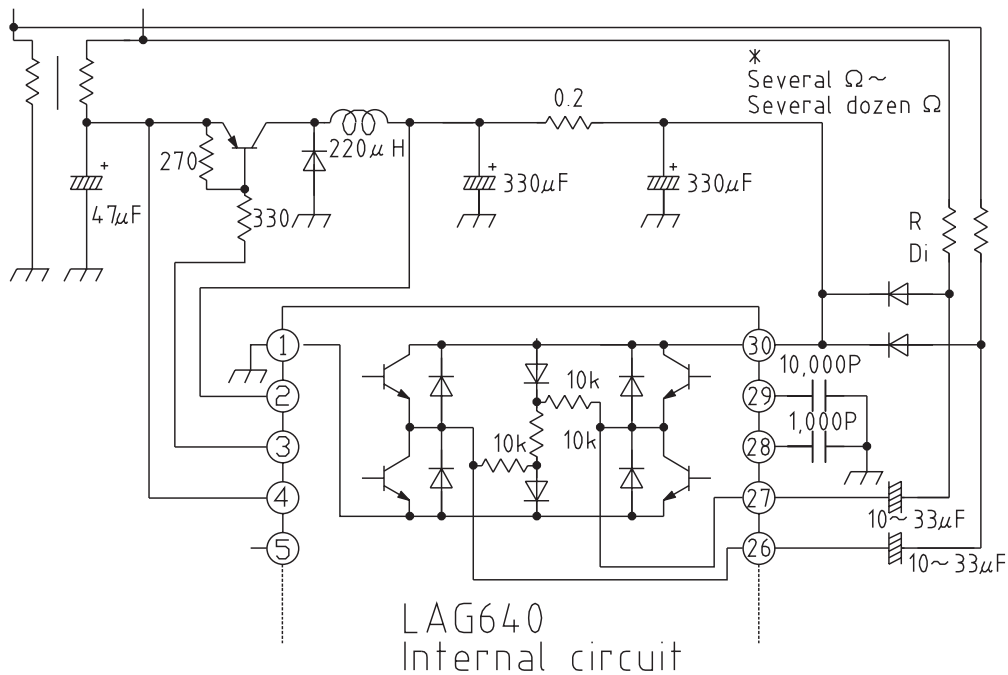 *
Several Ω~
Several dozen Ω
0.2
270
+
47μF
220μH
330
+
330μF
+
330μF
R
Di
1
2
3
4
5
30
29
28
27
26
10k
10k
10k
10,000P
1,000P
10~33μF
10~33μF
LAG640
Internal circuit